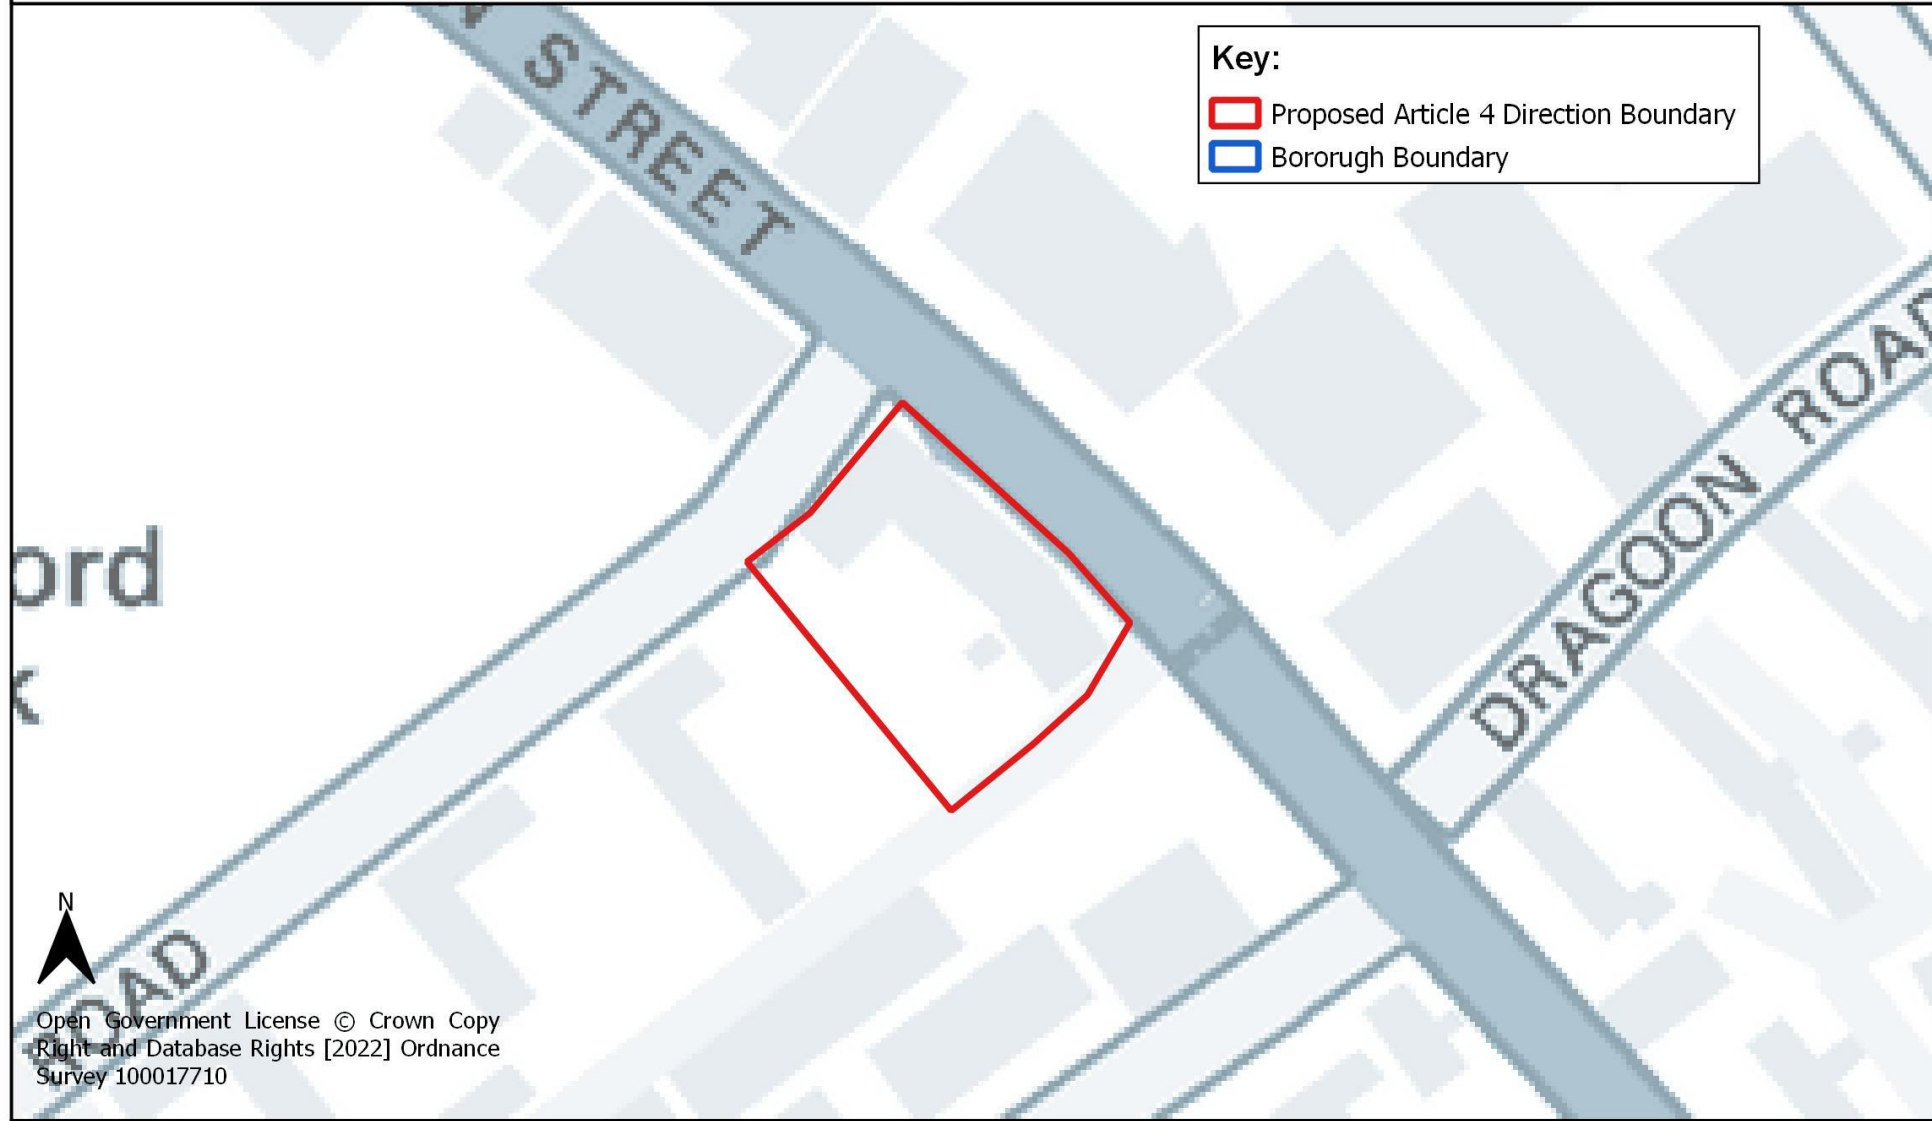 STREET
Key:
Proposed Article 4 Direction Boundary
Bororugh Boundary
DRAGOON ROAD
ord
ROAD
N
Open Government License © Crown Copy
Right and Database Rights [2022] Ordnance
Survey 100017710